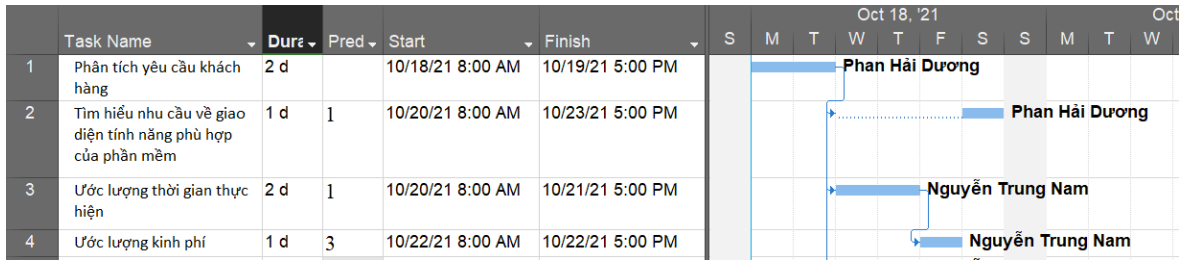 Oct 18, '21 Oct
Task Name Dura Pred Start Finish S M T W T F S S M T W
1 Phân tích yêu cầu khách 2 d 10/18/21 8:00 AM 10/19/21 5:00 PM Phan Hải Dương
hàng
2 Tìm hiểu nhu cầu về giao 1 d 1 10/20/21 8:00 AM 10/23/21 5:00 PM Phan Hải Dương
diện tính năng phù hợp
của phần mềm
3 Ước lượng thời gian thực 2 d 1 10/20/21 8:00 AM 10/21/21 5:00 PM Nguyễn Trung Nam
hiện
4 Ước lượng kinh phí 1 d 3 10/22/21 8:00 AM 10/22/21 5:00 PM Nguyễn Trung Nam